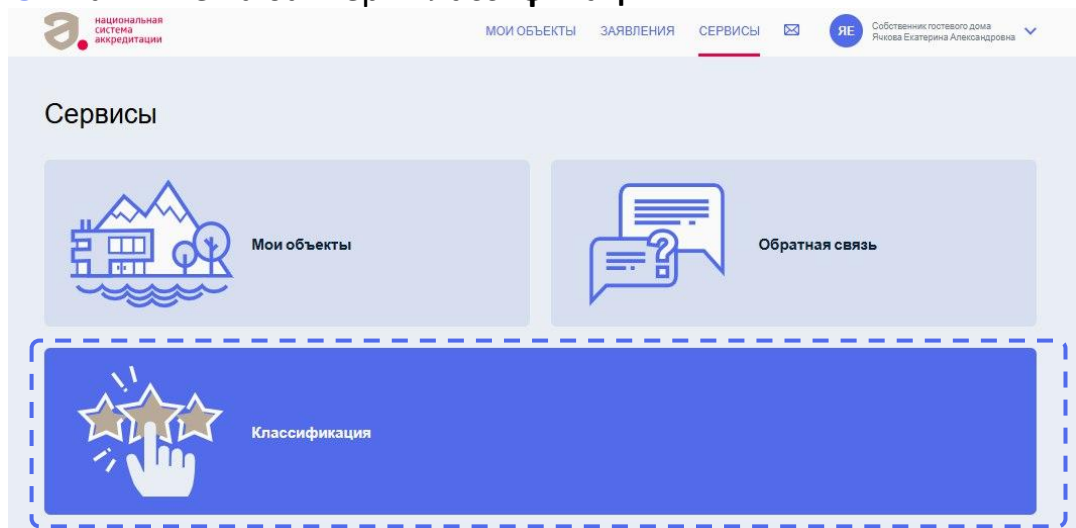 национальная
система
аккредитации
МОИ ОБЪЕКТЫ ЗАЯВЛЕНИЯ СЕРВИСЫ
ЯЕ
Собственник гостевого дома
Екатерина Александровна
Сервисы
Мои объекты
Обратная связь
Классификация